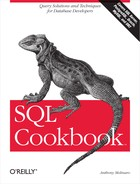 Query Solutions and Techniques
for Database Developers
SQL
Cookbook
O'REILLY®
Anthony Molinaro